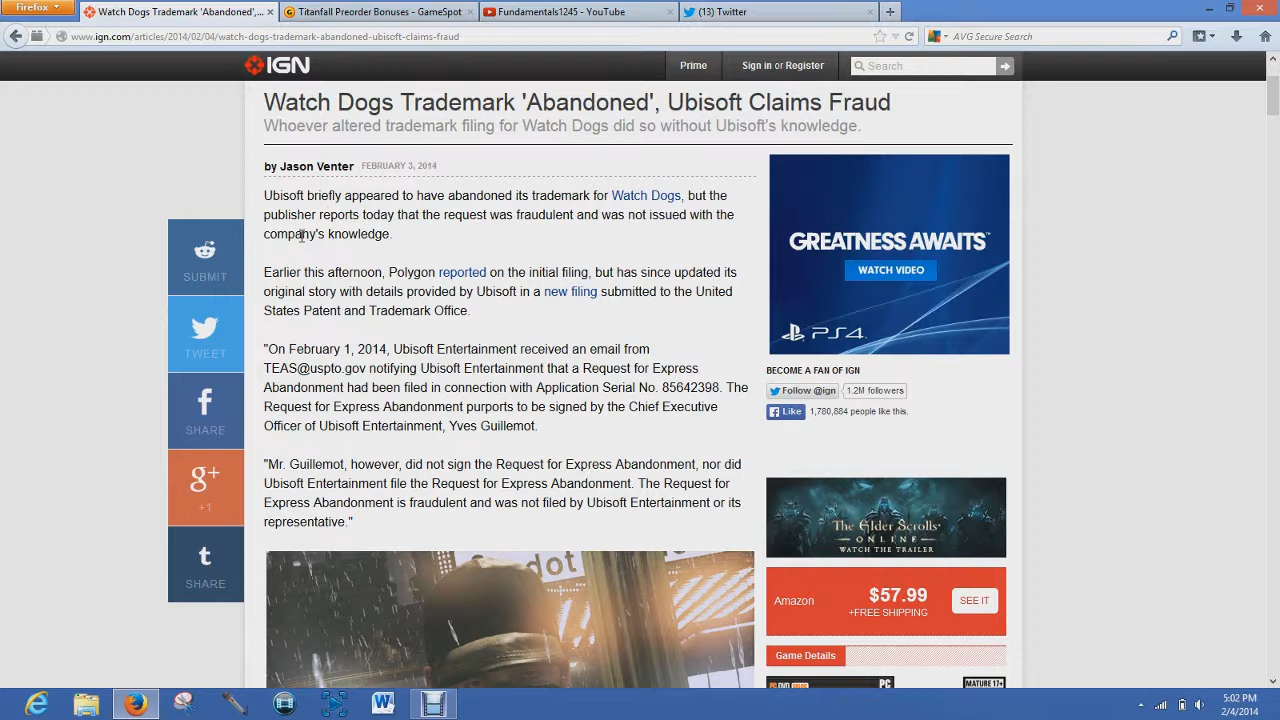 Firefox
Watch Dogs Trademark 'Abandoned',...
Titanfall Preorder Bonuses - GameSpot
Fundamentals1245 - YouTube
(13) Twitter
www.ign.com/articles/2014/02/04/watch-dogs-trademark-abandoned-ubisoft-claims-fraud
AVG Secure Search
IGN
Prime
Sign in or Register
Search
Watch Dogs Trademark 'Abandoned', Ubisoft Claims Fraud
Whoever altered trademark filing for Watch Dogs did so without Ubisoft's knowledge.
by Jason Venter FEBRUARY 3, 2014
Ubisoft briefly appeared to have abandoned its trademark for Watch Dogs, but the
publisher reports today that the request was fraudulent and was not issued with the
company's knowledge.
Earlier this afternoon, Polygon reported on the initial filing, but has since updated its
original story with details provided by Ubisoft in a new filing submitted to the United
States Patent and Trademark Office.
"On February 1, 2014, Ubisoft Entertainment received an email from
TEAS@uspto.gov notifying Ubisoft Entertainment that a Request for Express
Abandonment had been filed in connection with Application Serial No. 85642398. The
Request for Express Abandonment purports to be signed by the Chief Executive
Officer of Ubisoft Entertainment, Yves Guillemot.
"Mr. Guillemot, however, did not sign the Request for Express Abandonment, nor did
Ubisoft Entertainment file the Request for Express Abandonment. The Request for
Express Abandonment is fraudulent and was not filed by Ubisoft Entertainment or its
representative."
SUBMIT
TWEET
f
SHARE
g+
+1
t
SHARE
GREATNESS AWAITS™
WATCH VIDEO
PS4
BECOME A FAN OF IGN
Follow @ign
1.2M followers
Like
1,780,884 people like this.
The Elder Scrolls
ONLINE
WATCH THE TRAILER
Amazon
$57.99
+FREE SHIPPING
SEE IT
Game Details
PC
MATURE 17+
dot
5:02 PM
2/4/2014